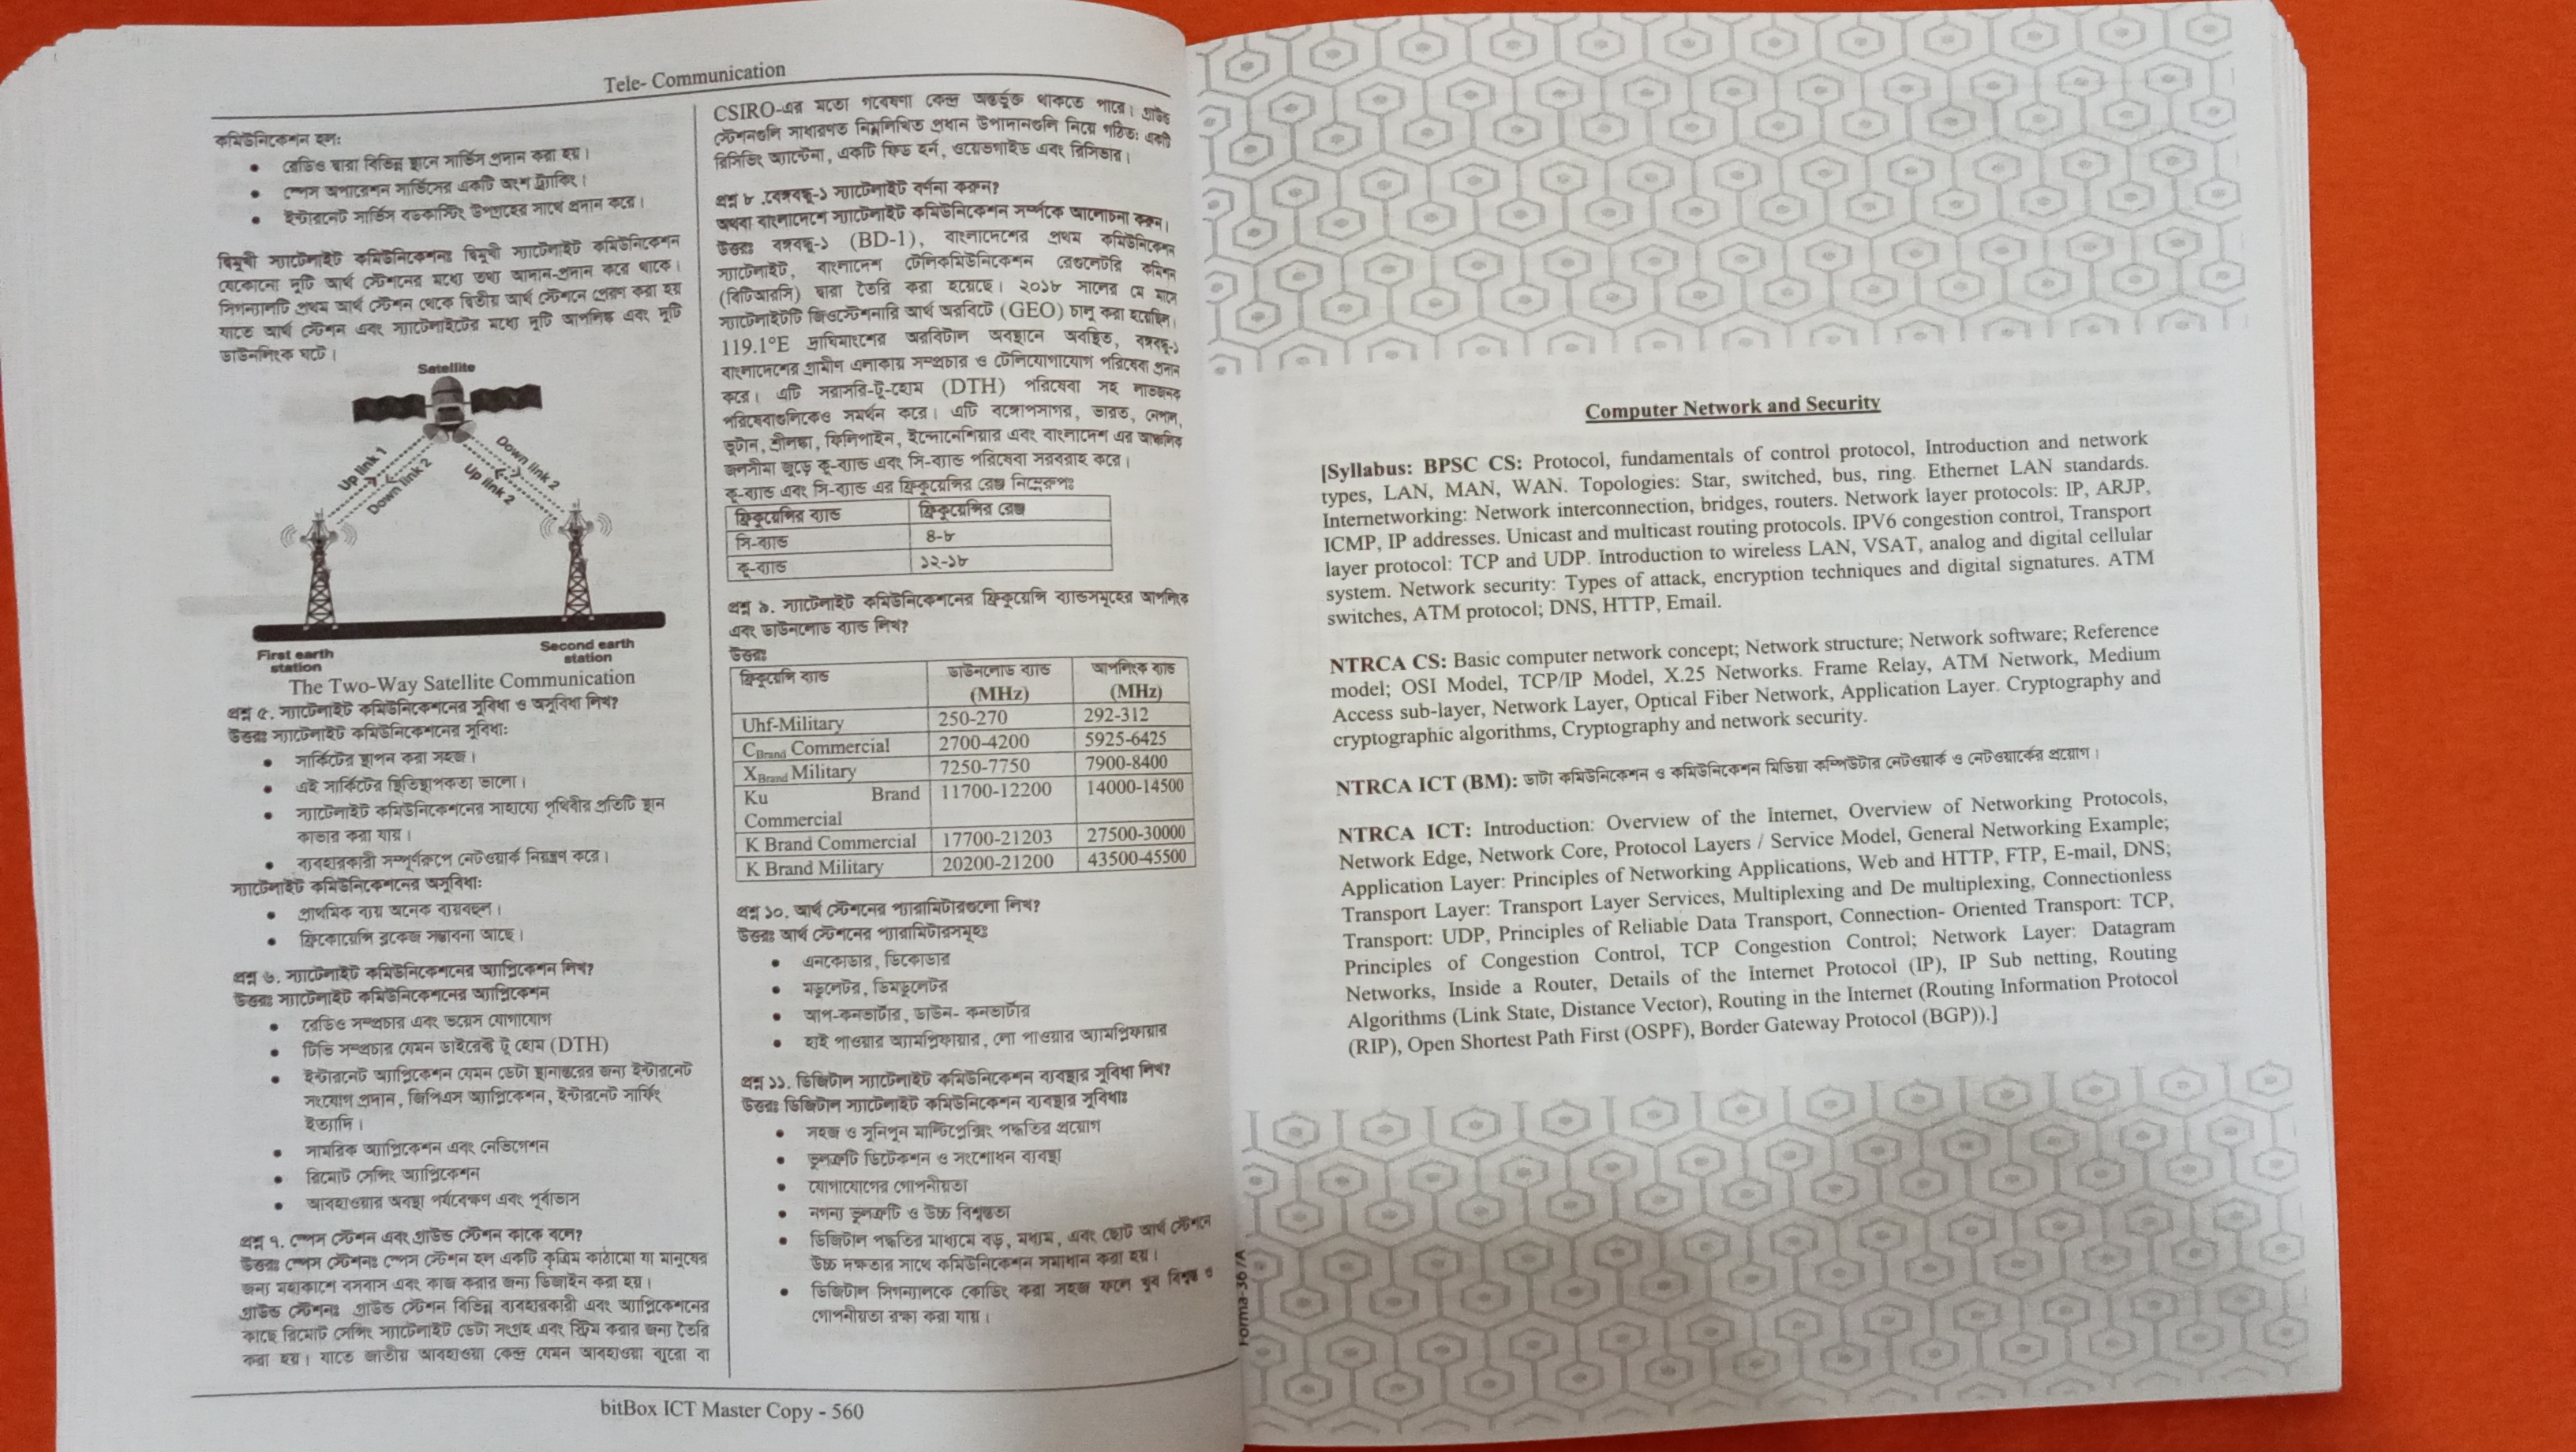 Tele- Communication
কমিউনিকেশন হল:
• রেডিও দ্বারা বিভিন্ন স্থানে সার্ভিস প্রদান করা হয়।
• স্পেস অপারেশন সার্ভিসের একটি অংশ ট্র্যাকিং।
• ইন্টারনেট সার্ভিস বডকাস্টিং উপগ্রহের সাথে প্রদান করে।
দ্বিমুখী স্যাটেলাইট কমিউনিকেশনঃ দ্বিমুখী স্যাটেলাইট কমিউনিকেশন
যেকোনো দুটি আর্থ স্টেশনের মধ্যে তথ্য আদান-প্রদান করে থাকে।
সিগন্যালটি প্রথম আর্থ স্টেশন থেকে দ্বিতীয় আর্থ স্টেশনে প্রেরণ করা হয়
যাতে আর্থ স্টেশন এবং স্যাটেলাইটের মধ্যে দুটি আপলিঙ্ক এবং দুটি
ডাউনলিংক ঘটে।
Satellite
Up link 1
Down link 2
Down link 2
Up link 2
First earth
station
Second earth
station
The Two-Way Satellite Communication
প্রশ্ন ৫. স্যাটেলাইট কমিউনিকেশনের সুবিধা ও অসুবিধা লিখ?
উত্তরঃ স্যাটেলাইট কমিউনিকেশনের সুবিধা:
• সার্কিটের স্থাপন করা সহজ।
• এই সার্কিটের স্থিতিস্থাপকতা ভালো।
• স্যাটেলাইট কমিউনিকেশনের সাহায্যে পৃথিবীর প্রতিটি স্থান
কাভার করা যায়।
• ব্যবহারকারী সম্পূর্ণরূপে নেটওয়ার্ক নিয়ন্ত্রণ করে।
স্যাটেলাইট কমিউনিকেশনের অসুবিধা:
• প্রাথমিক ব্যয় অনেক ব্যয়বহুল।
• ফ্রিকোয়েন্সি ব্লকেজ সম্ভাবনা আছে।
প্রশ্ন ৬. স্যাটেলাইট কমিউনিকেশনের অ্যাপ্লিকেশন লিখ?
উত্তরঃ স্যাটেলাইট কমিউনিকেশনের অ্যাপ্লিকেশন
• রেডিও সম্প্রচার এবং ভয়েস যোগাযোগ
• টিভি সম্প্রচার যেমন ডাইরেক্ট টু হোম (DTH)
• ইন্টারনেট অ্যাপ্লিকেশন যেমন ডেটা স্থানান্তরের জন্য ইন্টারনেট
সংযোগ প্রদান, জিপিএস অ্যাপ্লিকেশন, ইন্টারনেট সার্ফিং
ইত্যাদি।
• সামরিক অ্যাপ্লিকেশন এবং নেভিগেশন
• রিমোট সেন্সিং অ্যাপ্লিকেশন
• আবহাওয়ার অবস্থা পর্যবেক্ষণ এবং পূর্বাভাস
প্রশ্ন ৭. স্পেস স্টেশন এবং গ্রাউন্ড স্টেশন কাকে বলে?
উত্তরঃ স্পেস স্টেশনঃ স্পেস স্টেশন হল একটি কৃত্রিম কাঠামো যা মানুষের
জন্য মহাকাশে বসবাস এবং কাজ করার জন্য ডিজাইন করা হয়।
গ্রাউন্ড স্টেশনঃ গ্রাউন্ড স্টেশন বিভিন্ন ব্যবহারকারী এবং অ্যাপ্লিকেশনের
কাছে রিমোট সেন্সিং স্যাটেলাইট ডেটা সংগ্রহ এবং স্ট্রিম করার জন্য তৈরি
করা হয়। যাতে জাতীয় আবহাওয়া কেন্দ্র যেমন আবহাওয়া ব্যুরো বা
CSIRO-এর মতো গবেষণা কেন্দ্র অন্তর্ভুক্ত থাকতে পারে। গ্রাউন্ড
স্টেশনগুলি সাধারণত নিম্নলিখিত প্রধান উপাদানগুলি নিয়ে গঠিত: একটি
রিসিভিং অ্যান্টেনা, একটি ফিড হর্ন, ওয়েভগাইড এবং রিসিভার।
প্রশ্ন ৮ .বঙ্গবন্ধু-১ স্যাটেলাইট বর্ণনা করুন?
অথবা বাংলাদেশে স্যাটেলাইট কমিউনিকেশন সম্পর্কে আলোচনা করুন।
উত্তরঃ বঙ্গবন্ধু-১ (BD-1), বাংলাদেশের প্রথম কমিউনিকেশন
স্যাটেলাইট, বাংলাদেশ টেলিকমিউনিকেশন রেগুলেটরি কমিশন
(বিটিআরসি) দ্বারা তৈরি করা হয়েছে। ২০১৮ সালের মে মাসে
স্যাটেলাইটটি জিওস্টেশনারি আর্থ অরবিটে (GEO) চালু করা হয়েছিল।
119.1°E দ্রাঘিমাংশের অরবিটাল অবস্থানে অবস্থিত, বঙ্গবন্ধু-১
বাংলাদেশের গ্রামীণ এলাকায় সম্প্রচার ও টেলিযোগাযোগ পরিষেবা প্রদান
করে। এটি সরাসরি-টু-হোম (DTH) পরিষেবা সহ লাভজনক
পরিষেবাগুলিকেও সমর্থন করে। এটি বঙ্গোপসাগর, ভারত, নেপাল,
ভুটান, শ্রীলঙ্কা, ফিলিপাইন, ইন্দোনেশিয়ার এবং বাংলাদেশ এর আঞ্চলিক
জলসীমা জুড়ে কু-ব্যান্ড এবং সি-ব্যান্ড পরিষেবা সরবরাহ করে।
কু-ব্যান্ড এবং সি-ব্যান্ড এর ফ্রিকুয়েন্সির রেঞ্জ নিম্নেরূপঃ
ফ্রিকুয়েন্সির ব্যান্ড ফ্রিকুয়েন্সির রেঞ্জ
সি-ব্যান্ড ৪-৮
কু-ব্যান্ড ১২-১৮
প্রশ্ন ৯. স্যাটেলাইট কমিউনিকেশনের ফ্রিকুয়েন্সি ব্যান্ডসমূহের আপলিংক
এবং ডাউনলোড ব্যান্ড লিখ?
উত্তরঃ
ফ্রিকুয়েন্সি ব্যান্ড ডাউনলোড ব্যান্ড (MHz) আপলিংক ব্যান্ড (MHz)
Uhf-Military 250-270 292-312
CBrand Commercial 2700-4200 5925-6425
XBrand Military 7250-7750 7900-8400
Ku Brand 11700-12200 14000-14500
Commercial
K Brand Commercial 17700-21203 27500-30000
K Brand Military 20200-21200 43500-45500
প্রশ্ন ১০. আর্থ স্টেশনের প্যারামিটারগুলো লিখ?
উত্তরঃ আর্থ স্টেশনের প্যারামিটারসমূহঃ
• এনকোডার, ডিকোডার
• মডুলেটর, ডিমডুলেটর
• আপ-কনভার্টার, ডাউন- কনভার্টার
• হাই পাওয়ার অ্যামপ্লিফায়ার, লো পাওয়ার অ্যামপ্লিফায়ার
প্রশ্ন ১১. ডিজিটাল স্যাটেলাইট কমিউনিকেশন ব্যবস্থার সুবিধা লিখ?
উত্তরঃ ডিজিটাল স্যাটেলাইট কমিউনিকেশন ব্যবস্থার সুবিধাঃ
• সহজ ও সুনিপুন মাল্টিপ্লেক্সিং পদ্ধতির প্রয়োগ
• ভুলত্রুটি ডিটেকশন ও সংশোধন ব্যবস্থা
• যোগাযোগের গোপনীয়তা
• নগন্য ভুলত্রুটি ও উচ্চ বিশ্বস্ততা
• ডিজিটাল পদ্ধতির মাধ্যমে বড়, মধ্যম, এবং ছোট আর্থ স্টেশনে
উচ্চ দক্ষতার সাথে কমিউনিকেশন সমাধান করা হয়।
• ডিজিটাল সিগন্যালকে কোডিং করা সহজ ফলে খুব বিশ্বস্ত ও
গোপনীয়তা রক্ষা করা যায়।
bitBox ICT Master Copy - 560
Computer Network and Security
[Syllabus: BPSC CS: Protocol, fundamentals of control protocol, Introduction and network
types, LAN, MAN, WAN. Topologies: Star, switched, bus, ring. Ethernet LAN standards.
Internetworking: Network interconnection, bridges, routers. Network layer protocols: IP, ARJP,
ICMP, IP addresses. Unicast and multicast routing protocols. IPV6 congestion control, Transport
layer protocol: TCP and UDP. Introduction to wireless LAN, VSAT, analog and digital cellular
system. Network security: Types of attack, encryption techniques and digital signatures. ATM
switches, ATM protocol; DNS, HTTP, Email.
NTRCA CS: Basic computer network concept; Network structure; Network software; Reference
model; OSI Model, TCP/IP Model, X.25 Networks. Frame Relay, ATM Network, Medium
Access sub-layer, Network Layer, Optical Fiber Network, Application Layer. Cryptography and
cryptographic algorithms, Cryptography and network security.
NTRCA ICT (BM): ডাটা কমিউনিকেশন ও কমিউনিকেশন মিডিয়া কম্পিউটার নেটওয়ার্ক ও নেটওয়ার্কের প্রয়োগ।
NTRCA ICT: Introduction: Overview of the Internet, Overview of Networking Protocols,
Network Edge, Network Core, Protocol Layers / Service Model, General Networking Example;
Application Layer: Principles of Networking Applications, Web and HTTP, FTP, E-mail, DNS;
Transport Layer: Transport Layer Services, Multiplexing and De multiplexing, Connectionless
Transport: UDP, Principles of Reliable Data Transport, Connection- Oriented Transport: TCP,
Principles of Congestion Control, TCP Congestion Control; Network Layer: Datagram
Networks, Inside a Router, Details of the Internet Protocol (IP), IP Sub netting, Routing
Algorithms (Link State, Distance Vector), Routing in the Internet (Routing Information Protocol
(RIP), Open Shortest Path First (OSPF), Border Gateway Protocol (BGP)).]
Forma-36 /A